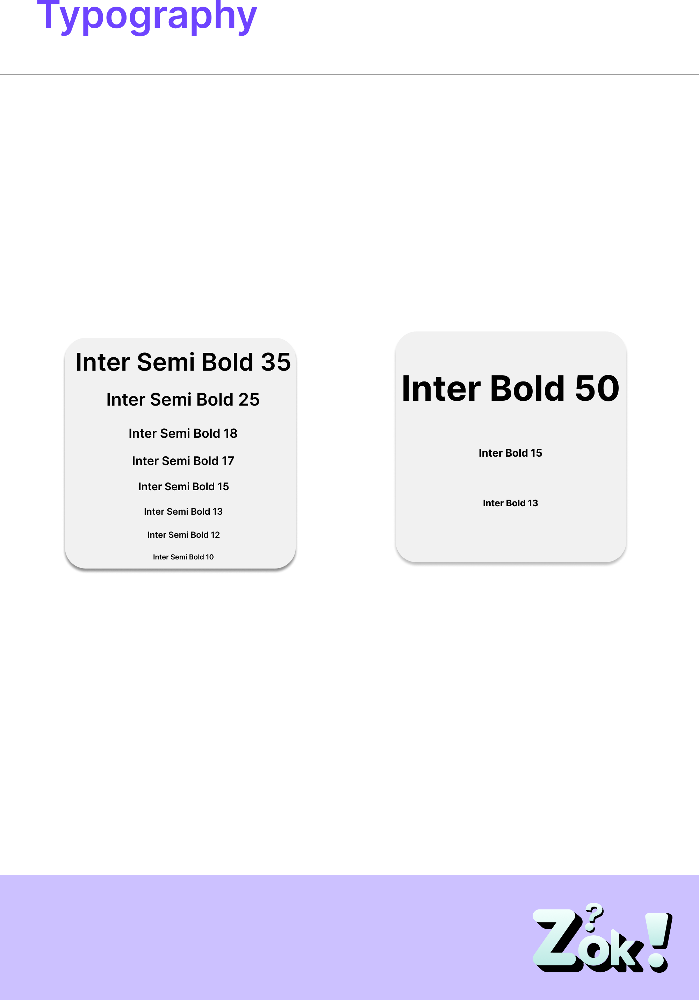 Typography
Inter Semi Bold 35
Inter Semi Bold 25
Inter Semi Bold 18
Inter Semi Bold 17
Inter Semi Bold 15
Inter Semi Bold 13
Inter Semi Bold 12
Inter Semi Bold 10
Inter Bold 50
Inter Bold 15
Inter Bold 13
Zok?!